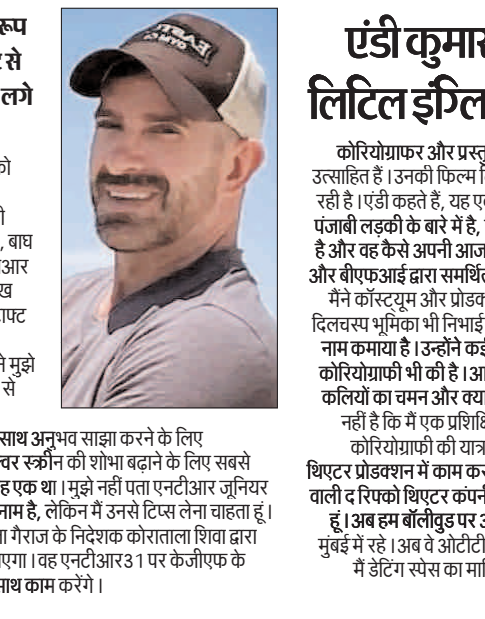 रूप
से
लगे
को
ी
, बाघ
आर
ख
ाफ्ट
ने मुझे
से
साथ अनुभव साझा करने के लिए
्वर स्क्रीन की शोभा बढ़ाने के लिए सबसे
ह एक था । मुझे नहीं पता एनटीआर जूनियर
नाम है, लेकिन मैं उनसे टिप्स लेना चाहता हूं ।
ा गैराज के निदेशक कोराताला शिवा द्वारा
एगा । वह एनटीआर31 पर केजीएफ के
साथ काम करेंगे ।
एंडी कुमार
लिटिल इंग्लि
कोरियोग्राफर और प्रस्तु
उत्साहित हैं । उनकी फिल्म
रही है । एंडी कहते हैं, यह ए
पंजाबी लड़की के बारे में है,
है और वह कैसे अपनी आज
और बीएफआई द्वारा समर्थि
मैंने कॉस्ट्यूम और प्रोडक
दिलचस्प भूमिका भी निभाई
नाम कमाया है । उन्होंने कई
कोरियोग्राफी भी की है । आ
कलियों का चमन और क्या
नहीं है कि मैं एक प्रशिक्षि
कोरियोग्राफी की यात्र
थिएटर प्रोडक्शन में काम कर
वाली द रिफ्को थिएटर कंपनी
हूं । अब हम बॉलीवुड पर
मुंबई में रहे । अब वे ओटीटी
मैं डेटिंग स्पेस का मा